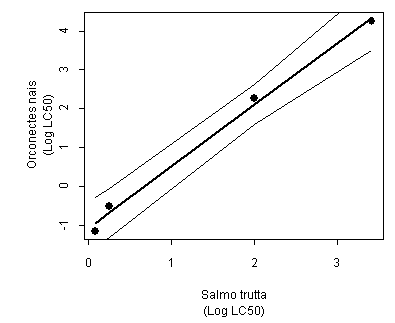 4
3
2
1
0
-1
Orconectes nais
(Log LC50)
0 1 2 3
Salmo trutta
(Log LC50)